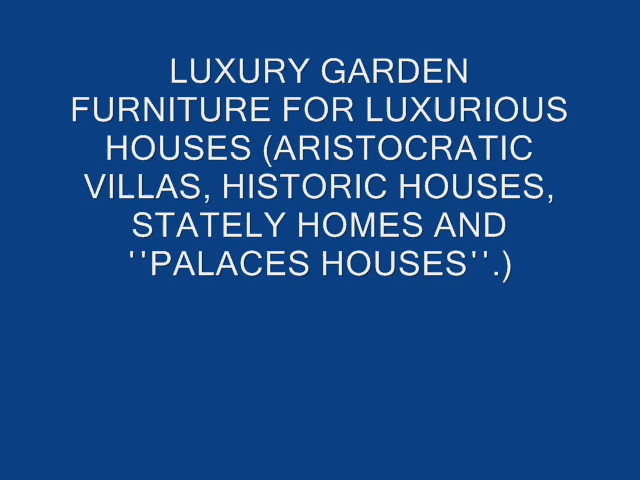 LUXURY GARDEN
FURNITURE FOR LUXURIOUS
HOUSES (ARISTOCRATIC
VILLAS, HISTORIC HOUSES,
STATELY HOMES AND
''PALACES HOUSES''.)